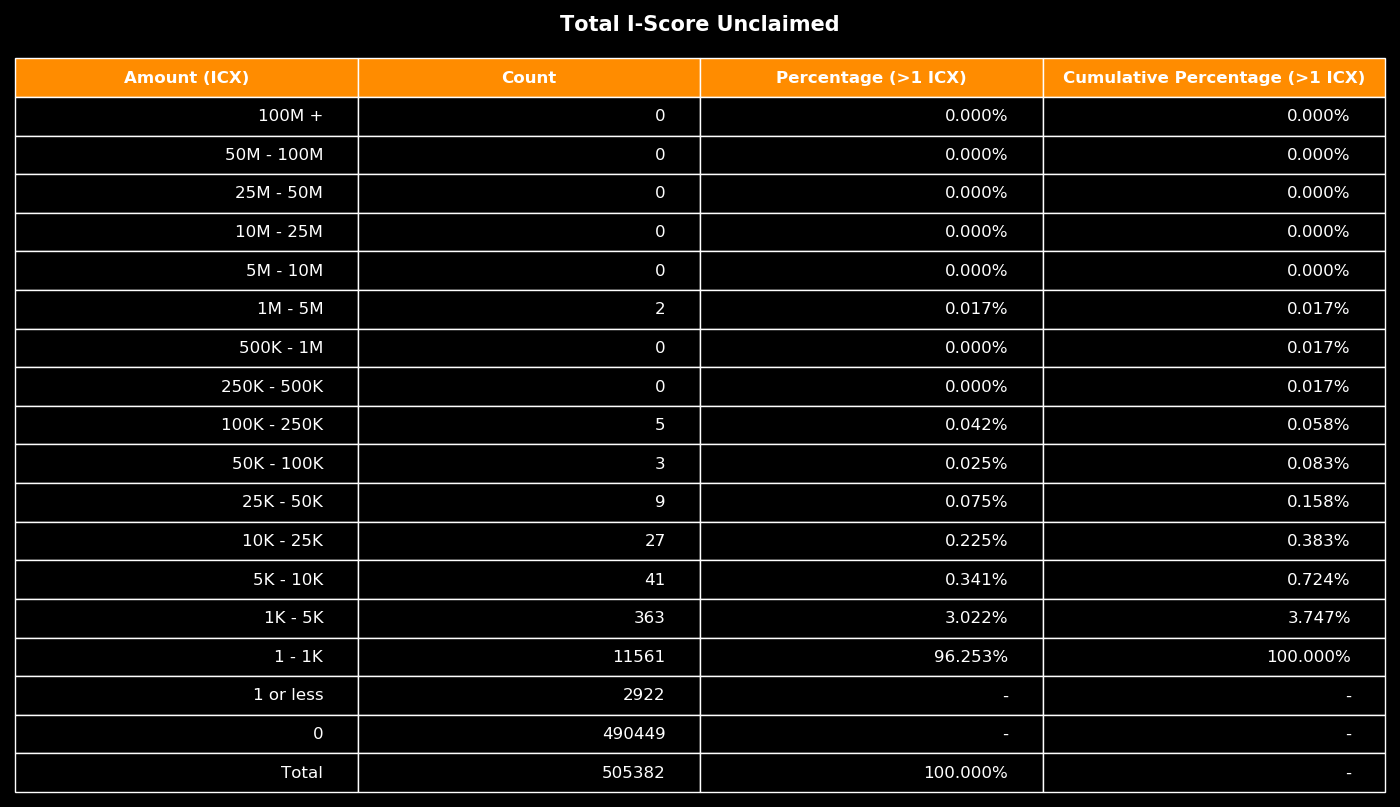 Total I-Score Unclaimed
Amount (ICX) Count Percentage (>1 ICX) Cumulative Percentage (>1 ICX)
100M + 0 0.000% 0.000%
50M - 100M 0 0.000% 0.000%
25M - 50M 0 0.000% 0.000%
10M - 25M 0 0.000% 0.000%
5M - 10M 0 0.000% 0.000%
1M - 5M 2 0.017% 0.017%
500K - 1M 0 0.000% 0.017%
250K - 500K 0 0.000% 0.017%
100K - 250K 5 0.042% 0.058%
50K - 100K 3 0.025% 0.083%
25K - 50K 9 0.075% 0.158%
10K - 25K 27 0.225% 0.383%
5K - 10K 41 0.341% 0.724%
1K - 5K 363 3.022% 3.747%
1 - 1K 11561 96.253% 100.000%
1 or less 2922 - -
0 490449 - -
Total 505382 100.000% -